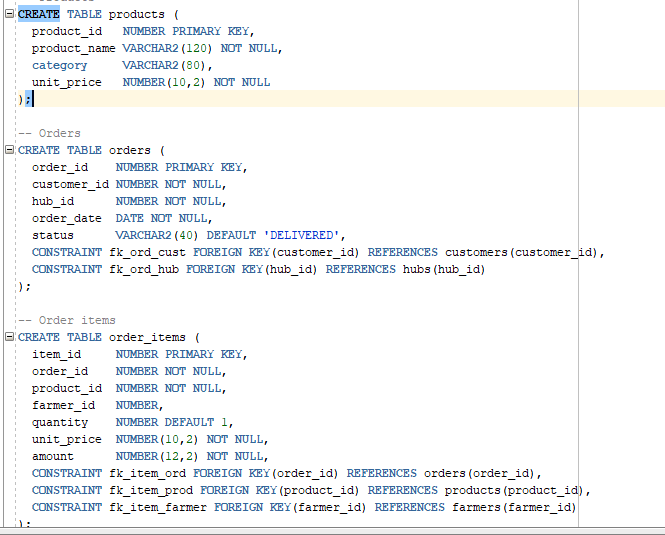 CREATE TABLE products (
  product_id   NUMBER PRIMARY KEY,
  product_name VARCHAR2(120) NOT NULL,
  category     VARCHAR2(80),
  unit_price   NUMBER(10,2) NOT NULL
);
-- Orders
CREATE TABLE orders (
  order_id    NUMBER PRIMARY KEY,
  customer_id NUMBER NOT NULL,
  hub_id      NUMBER NOT NULL,
  order_date  DATE NOT NULL,
  status      VARCHAR2(40) DEFAULT 'DELIVERED',
  CONSTRAINT fk_ord_cust FOREIGN KEY(customer_id) REFERENCES customers(customer_id),
  CONSTRAINT fk_ord_hub FOREIGN KEY(hub_id) REFERENCES hubs(hub_id)
);
-- Order items
CREATE TABLE order_items (
  item_id     NUMBER PRIMARY KEY,
  order_id    NUMBER NOT NULL,
  product_id  NUMBER NOT NULL,
  farmer_id   NUMBER,
  quantity    NUMBER DEFAULT 1,
  unit_price  NUMBER(10,2) NOT NULL,
  amount      NUMBER(12,2) NOT NULL,
  CONSTRAINT fk_item_ord FOREIGN KEY(order_id) REFERENCES orders(order_id),
  CONSTRAINT fk_item_prod FOREIGN KEY(product_id) REFERENCES products(product_id),
  CONSTRAINT fk_item_farmer FOREIGN KEY(farmer_id) REFERENCES farmers(farmer_id)
);